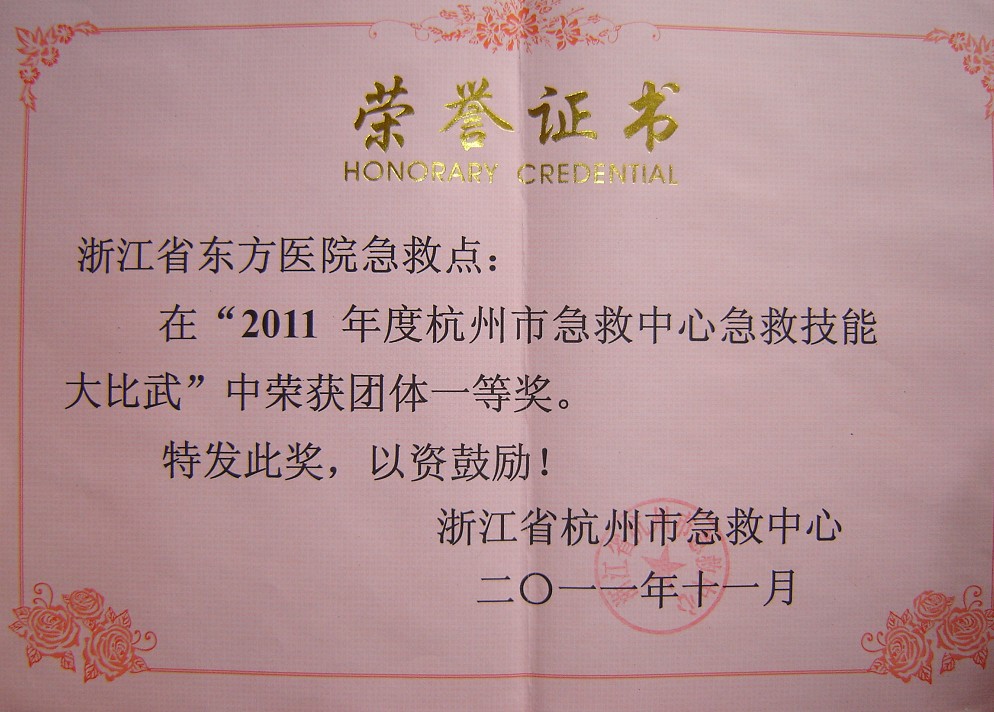 荣誉证书
HONORARY CREDENTIAL
浙江省东方医院急救点：
在“2011 年度杭州市急救中心急救技能
大比武”中荣获团体一等奖。
特发此奖，以资鼓励！
浙江省杭州市急救中心
二〇一一年十一月